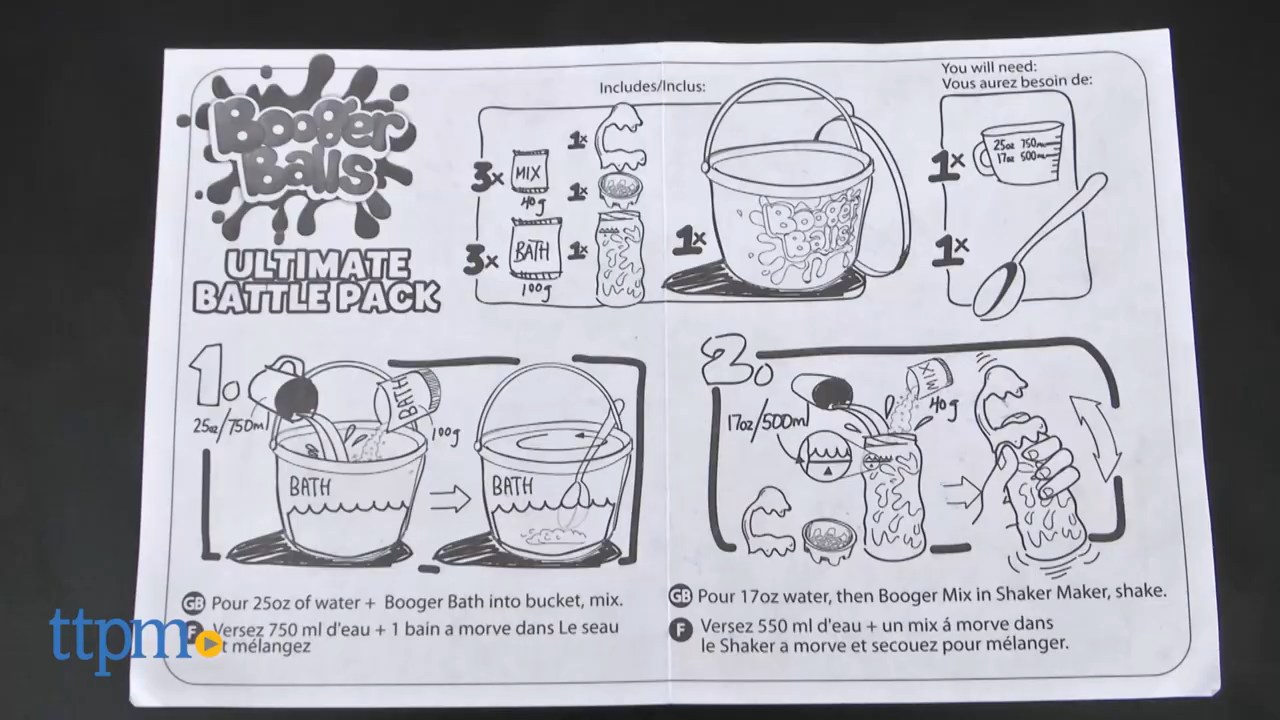 Booger
Balls
ULTIMATE
BATTLE PACK
Includes/Inclus:
3x
MIX
40g
3x
BATH
100g
1x
1x
1x
1x
Booger
Balls
You will need:
Vous aurez besoin de:
1x
25oz 750m
17oz 500m
1x
1.
25oz/750ml
BATH
100g
BATH
BATH
GB Pour 25oz of water + Booger Bath into bucket, mix.
F Versez 750 ml d'eau + 1 bain a morve dans Le seau
t mélangez
2.
17oz/500ml
MIX
40g
GB Pour 17oz water, then Booger Mix in Shaker Maker, shake.
F Versez 550 ml d'eau + un mix á morve dans
le Shaker a morve et secouez pour mélanger.
ttpm